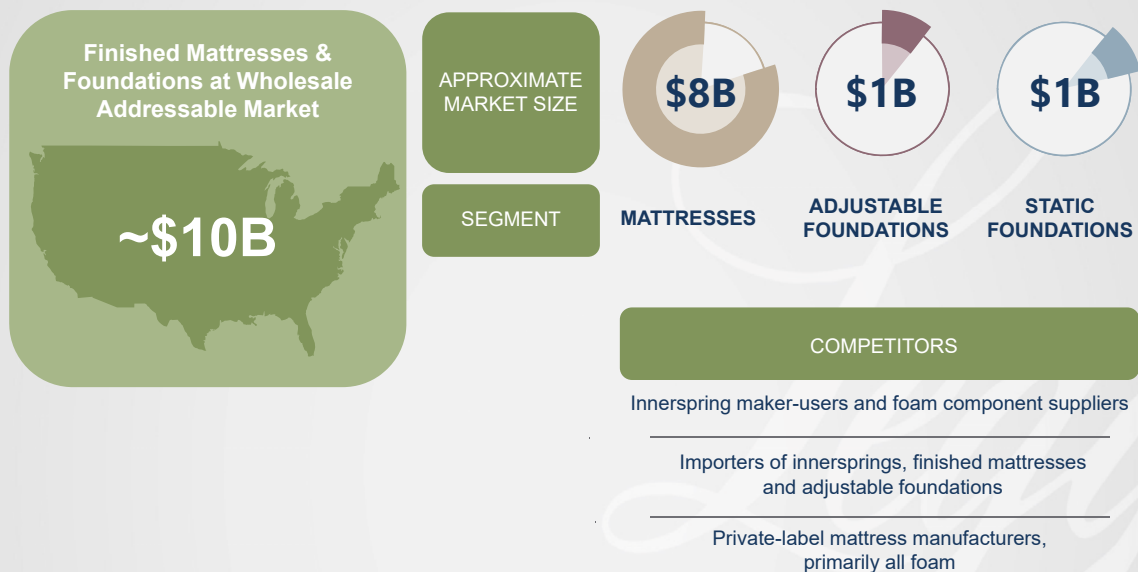 Finished Mattresses &
Foundations at Wholesale
Addressable Market
~$10B
APPROXIMATE
MARKET SIZE
$8B
$1B
$1B
SEGMENT
MATTRESSES
ADJUSTABLE
FOUNDATIONS
STATIC
FOUNDATIONS
COMPETITORS
Innerspring maker-users and foam component suppliers
Importers of innersprings, finished mattresses
and adjustable foundations
Private-label mattress manufacturers,
primarily all foam